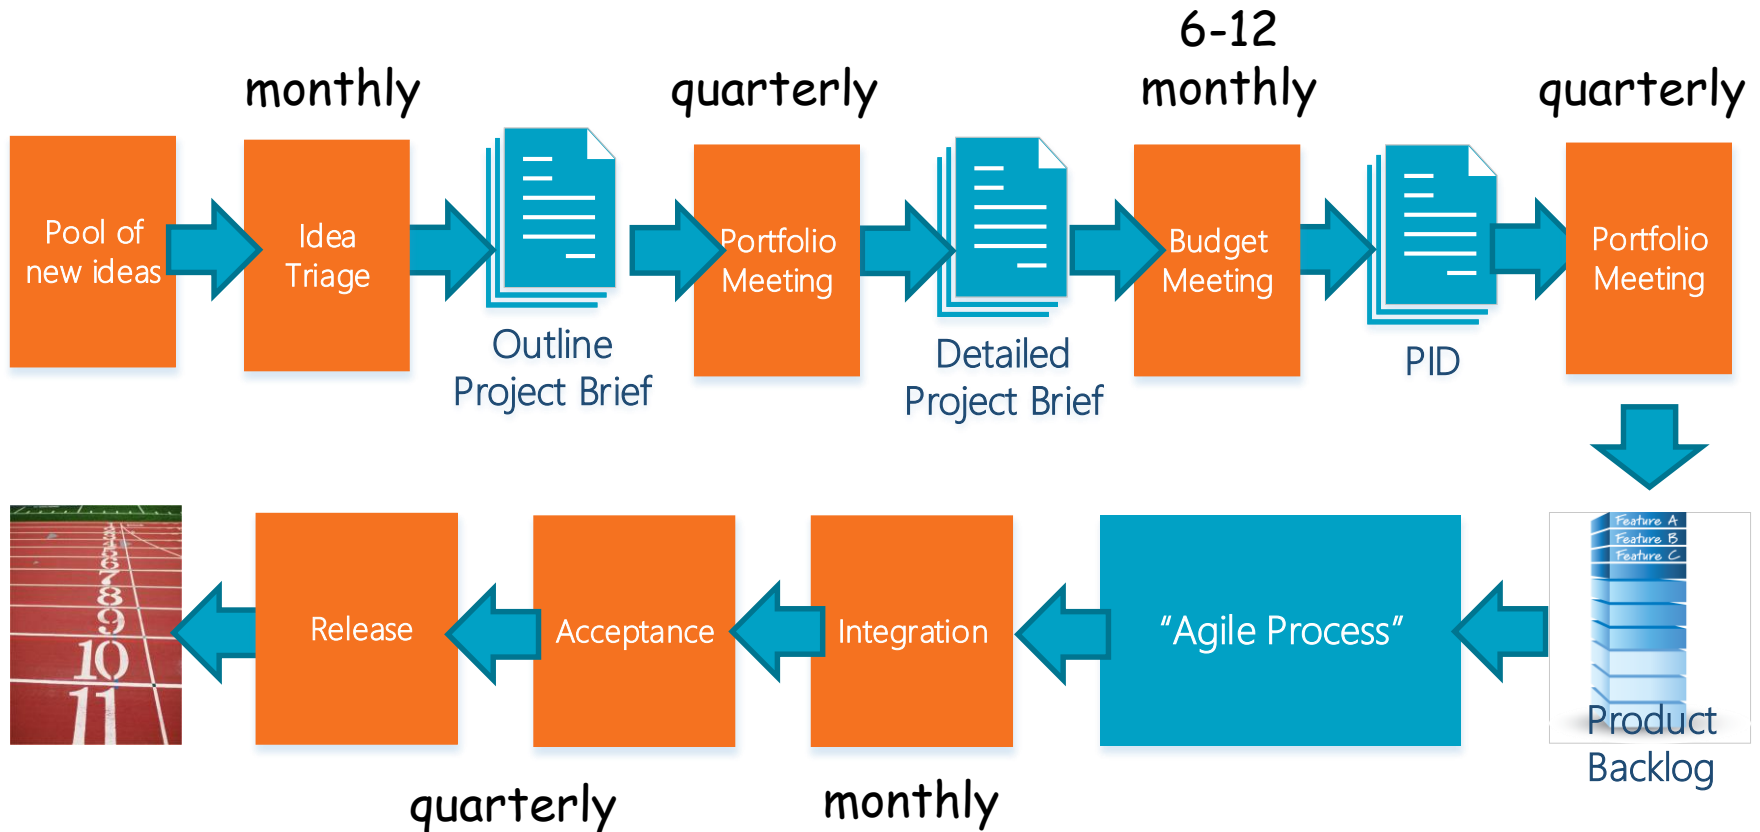 6-12
monthly
quarterly
monthly
quarterly
Pool of
new ideas
Idea
Triage
Outline
Project Brief
Portfolio
Meeting
Detailed
Project Brief
Budget
Meeting
PID
Portfolio
Meeting
Feature A
Feature B
Feature C
Product
Backlog
"Agile Process"
Integration
Acceptance
Release
8
9
10
11
quarterly
monthly